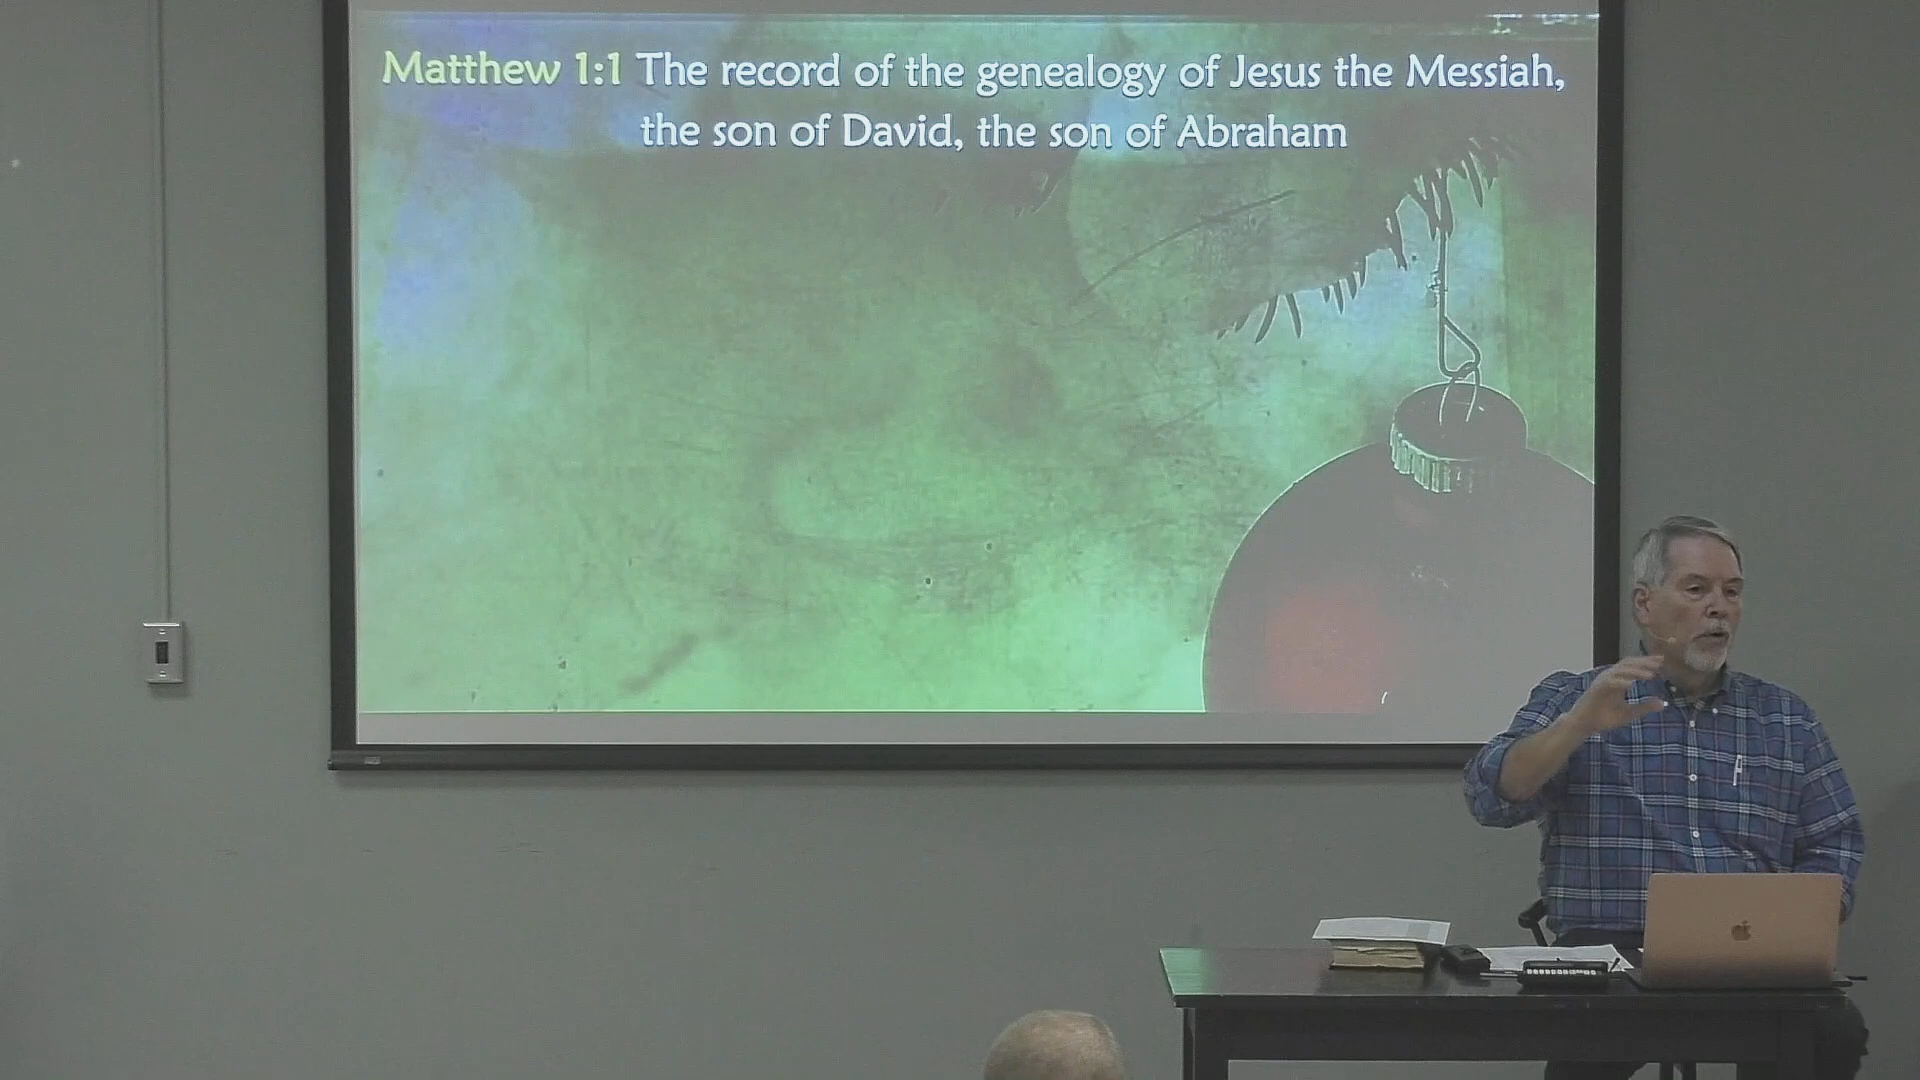 Matthew 1:1 The record of the genealogy of Jesus the Messiah,
the son of David, the son of Abraham